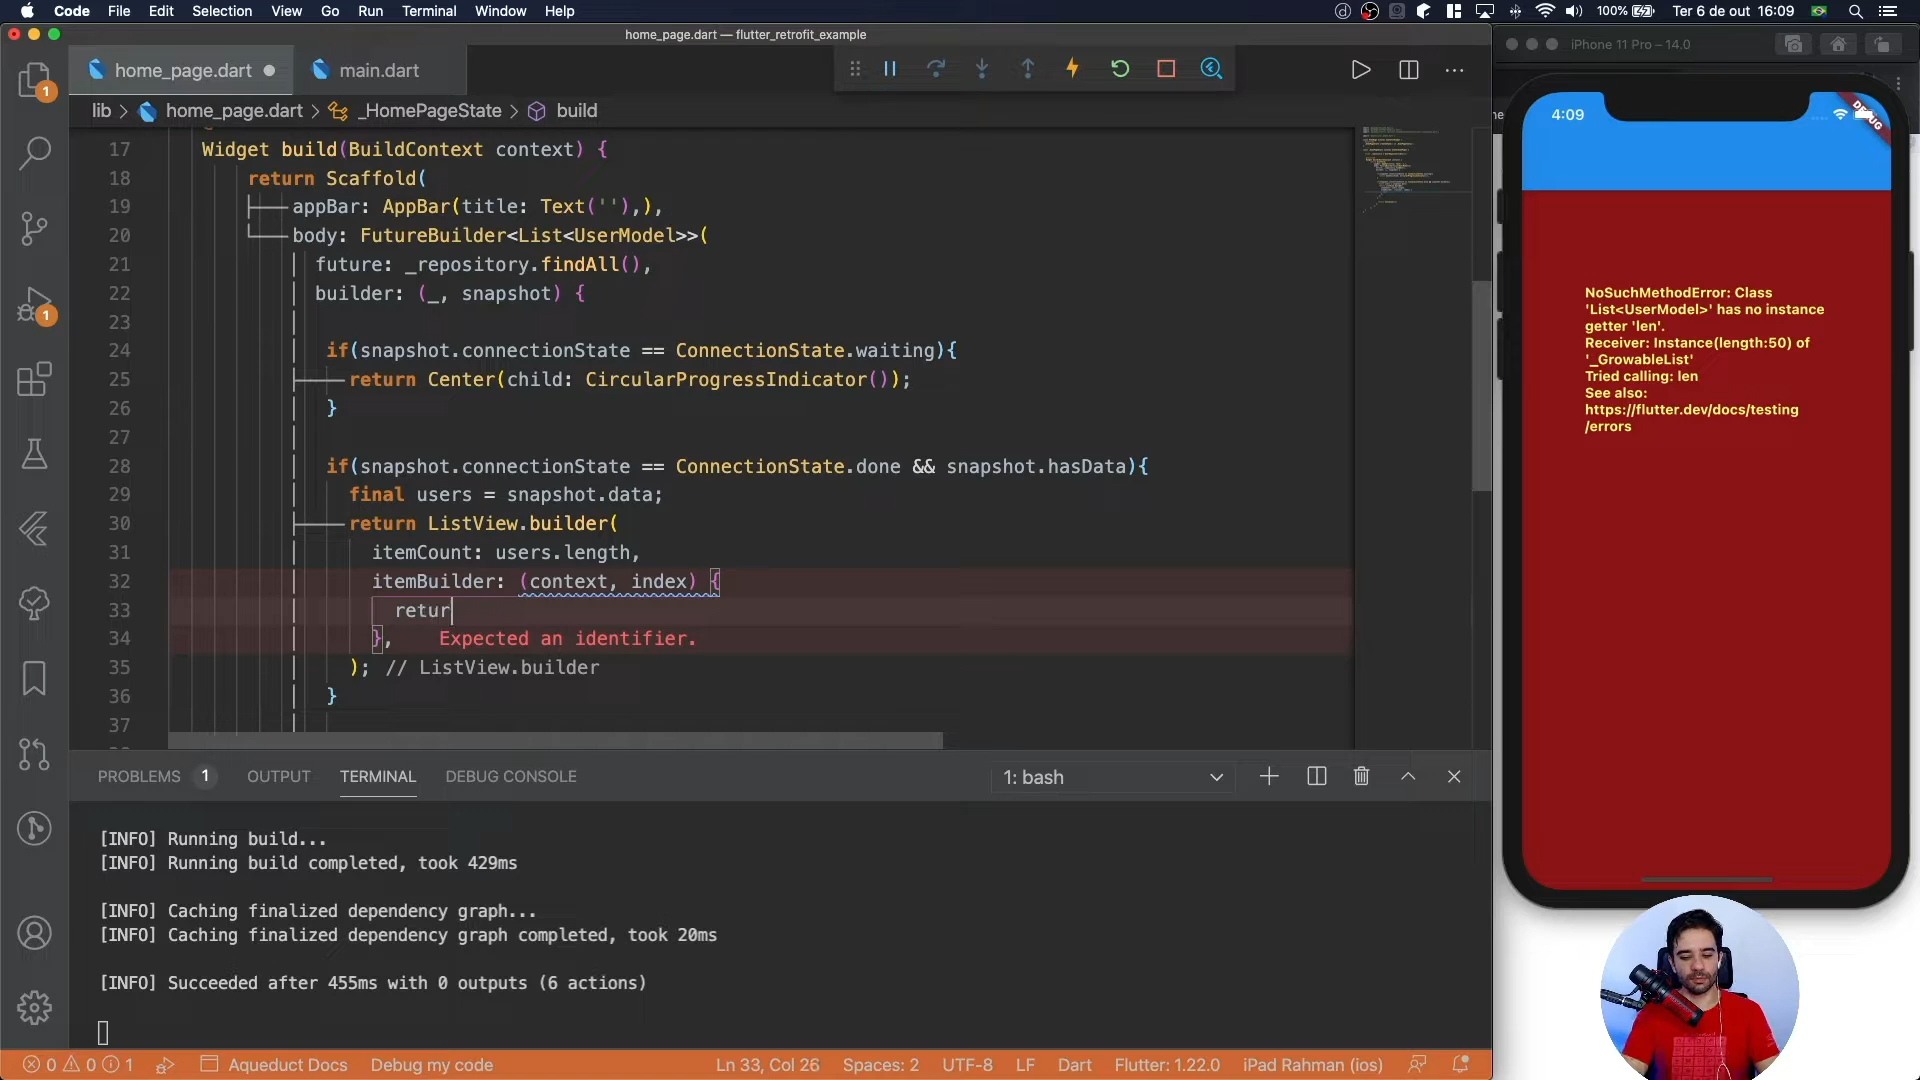 Code File Edit Selection View Go Run Terminal Window Help 100% Ter 6 de out 16:09
home_page.dart — flutter_retrofit_example
iPhone 11 Pro – 14.0
home_page.dart main.dart
lib > home_page.dart > _HomePageState > build
17 Widget build(BuildContext context) {
18 return Scaffold(
19 appBar: AppBar(title: Text(''),),
20 body: FutureBuilder<List<UserModel>>(
21 future: _repository.findAll(),
22 builder: (_, snapshot) {
23
24 if(snapshot.connectionState == ConnectionState.waiting){
25 return Center(child: CircularProgressIndicator());
26 }
27
28 if(snapshot.connectionState == ConnectionState.done && snapshot.hasData){
29 final users = snapshot.data;
30 return ListView.builder(
31 itemCount: users.length,
32 itemBuilder: (context, index) {
33 retur
34 }, Expected an identifier.
35 ); // ListView.builder
36 }
37
4:09
DEBUG
NoSuchMethodError: Class
'List<UserModel>' has no instance
getter 'len'.
Receiver: Instance(length:50) of
'_GrowableList'
Tried calling: len
See also:
https://flutter.dev/docs/testing
/errors
PROBLEMS 1 OUTPUT TERMINAL DEBUG CONSOLE 1: bash
[INFO] Running build...
[INFO] Running build completed, took 429ms
[INFO] Caching finalized dependency graph...
[INFO] Caching finalized dependency graph completed, took 20ms
[INFO] Succeeded after 455ms with 0 outputs (6 actions)
0 0 1 Aqueduct Docs Debug my code Ln 33, Col 26 Spaces: 2 UTF-8 LF Dart Flutter: 1.22.0 iPad Rahman (ios)
1
1